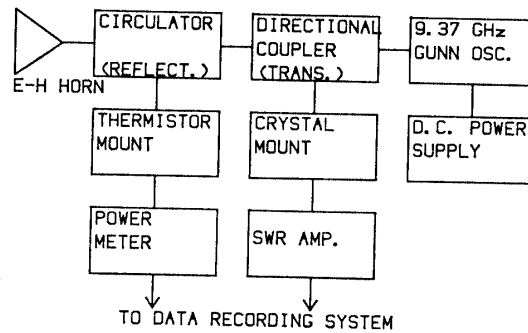 CIRCULATOR
(REFLECT.)
DIRECTIONAL
COUPLER
(TRANS.)
9.37 GHz
GUNN OSC.
E-H HORN
THERMISTOR
MOUNT
CRYSTAL
MOUNT
D.C. POWER
SUPPLY
POWER
METER
SWR AMP.
TO DATA RECORDING SYSTEM